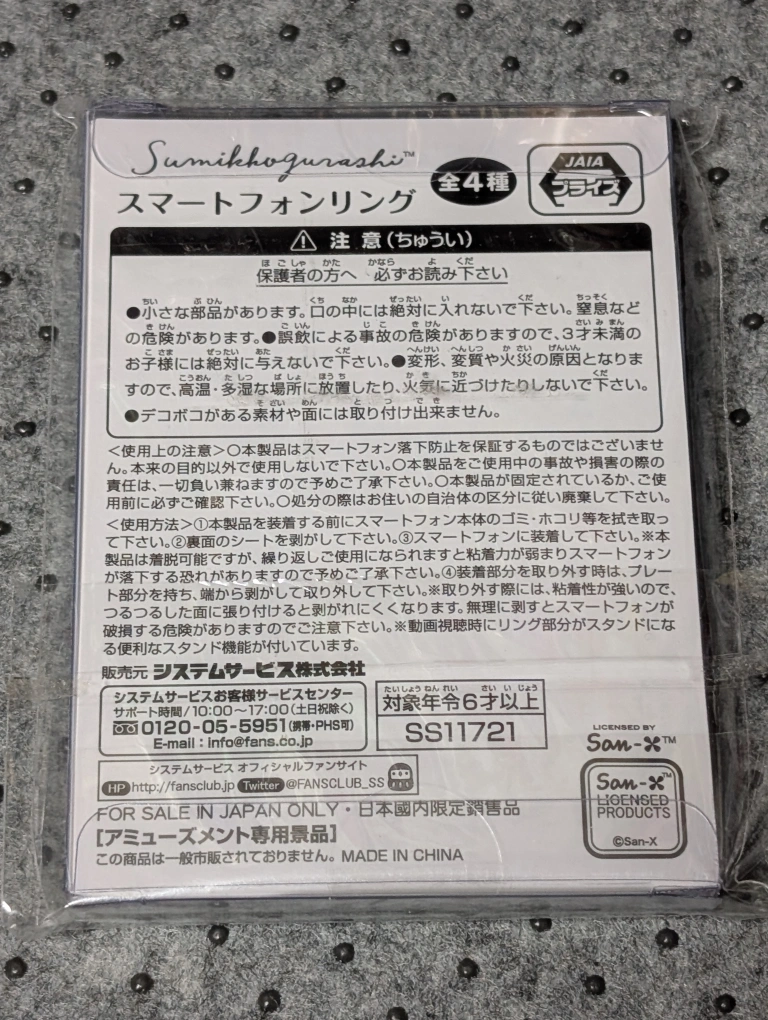 Sumikkogurashi™
スマートフォンリング
全4種
JAIA
プライズ
⚠ 注意(ちゅうい)
保護者の方へ 必ずお読み下さい
●小さな部品があります。口の中には絶対に入れないで下さい。窒息など
の危険があります。●誤飲による事故の危険がありますので、3才未満の
お子様には絶対に与えないで下さい。●変形、変質や火災の原因となりま
すので、高温・多湿な場所に放置したり、火気に近づけたりしないで下さい。
●デコボコがある素材や面には取り付け出来ません。
<使用上の注意>○本製品はスマートフォン落下防止を保証するものではございませ
ん。本来の目的以外で使用しないで下さい。○本製品をご使用中の事故や損害の際の
責任は、一切負い兼ねますので予めご了承下さい。○本製品が固定されているか、ご使
用前に必ずご確認下さい。○処分の際はお住いの自治体の区分に従い廃棄して下さい。
<使用方法>①本製品を装着する前にスマートフォン本体のゴミ・ホコリ等を拭き取っ
て下さい。②裏面のシートを剥がして下さい。③スマートフォンに装着して下さい。※本
製品は着脱可能ですが、繰り返しご使用になられますと粘着力が弱まりスマートフォン
が落下する恐れがありますので予めご了承下さい。④装着部分を取り外す時は、プレー
ト部分を持ち、端から剥がして取り外して下さい。※取り外す際には、粘着性が強いので、
つるつるした面に張り付けると剥がれにくくなります。無理に剥すとスマートフォンが
破損する危険がありますのでご注意下さい。※動画視聴時にリング部分がスタンドにな
る便利なスタンド機能が付いています。
販売元 システムサービス株式会社
システムサービスお客様サービスセンター
サポート時間/10:00~17:00(土日祝除く)
0120-05-5951(携帯・PHS可)
E-mail:info@fans.co.jp
対象年令6才以上
SS11721
システムサービス オフィシャルファンサイト
HP http://fansclub.jp Twitter @FANSCLUB_SS
FOR SALE IN JAPAN ONLY・日本國内限定銷售品
[アミューズメント専用景品]
この商品は一般市販されておりません。MADE IN CHINA
LICENSED BY
San-X™
San-X™
LICENSED
PRODUCTS
©San-X